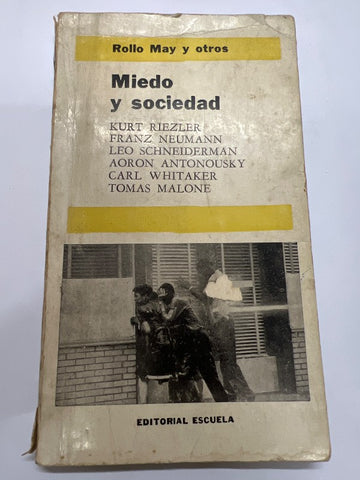 Rollo May y otros
Miedo
y sociedad
KURT RIEZLER
FRANZ NEUMANN
LEO SCHNEIDERMAN
AORON ANTONOUSKY
CARL WHITAKER
TOMAS MALONE
EDITORIAL ESCUELA